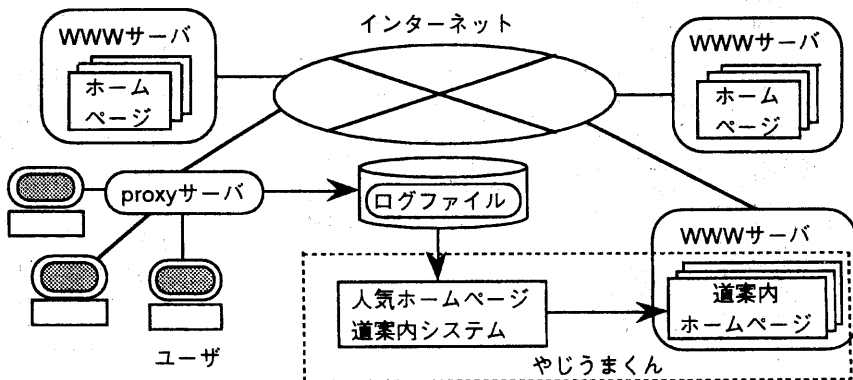 インターネット
WWWサーバ
ホーム
ページ
WWWサーバ
ホーム
ページ
proxyサーバ
ログファイル
WWWサーバ
人気ホームページ
道案内システム
道案内
ホームページ
ユーザ
やじうまくん